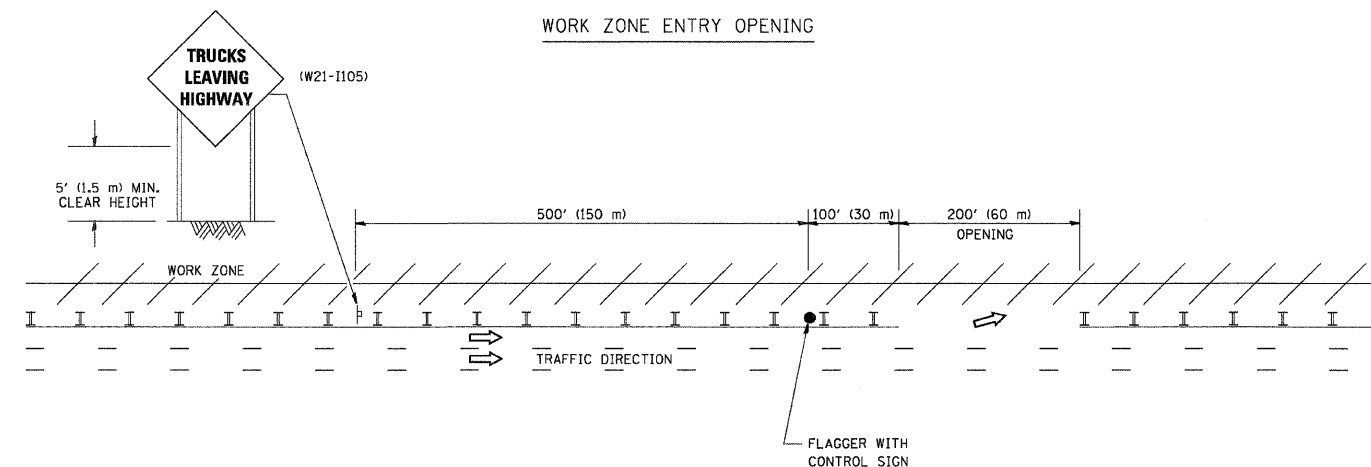 WORK ZONE ENTRY OPENING
TRUCKS
LEAVING
HIGHWAY
(W21-I105)
5' (1.5 m) MIN.
CLEAR HEIGHT
500' (150 m)
100' (30 m)
200' (60 m)
OPENING
WORK ZONE
TRAFFIC DIRECTION
FLAGGER WITH
CONTROL SIGN